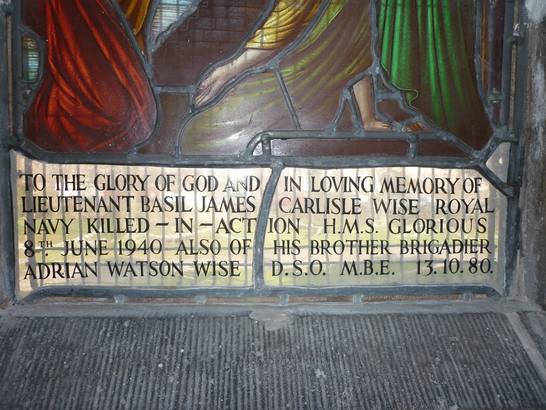 TO THE GLORY OF GOD AND IN LOVING MEMORY OF
LIEUTENANT BASIL JAMES CARLISLE WISE ROYAL
NAVY KILLED - IN - ACTION H.M.S. GLORIOUS
8TH JUNE 1940 ALSO OF HIS BROTHER BRIGADIER
ADRIAN WATSON WISE D.S.O. M.B.E. 13.10.80.